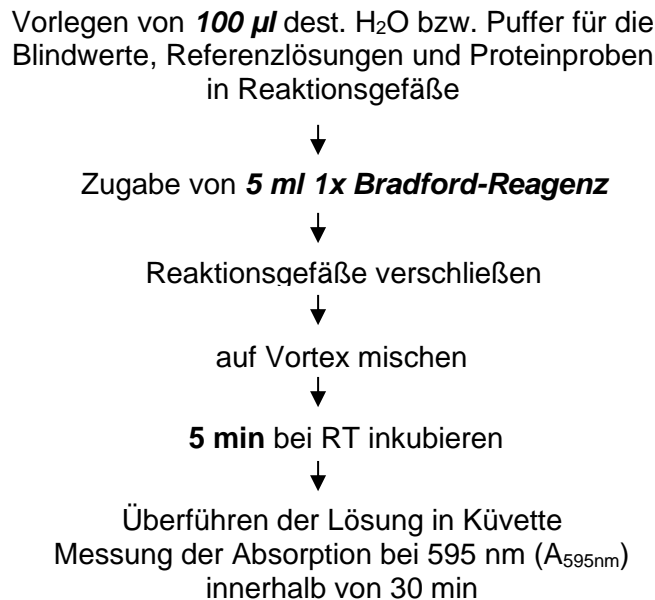 Vorlegen von 100 µl dest. H₂O bzw. Puffer für die
Blindwerte, Referenzlösungen und Proteinproben
in Reaktionsgefäße
Zugabe von 5 ml 1x Bradford-Reagenz
Reaktionsgefäße verschließen
auf Vortex mischen
5 min bei RT inkubieren
Überführen der Lösung in Küvette
Messung der Absorption bei 595 nm (A₅₉₅ₙₘ)
innerhalb von 30 min